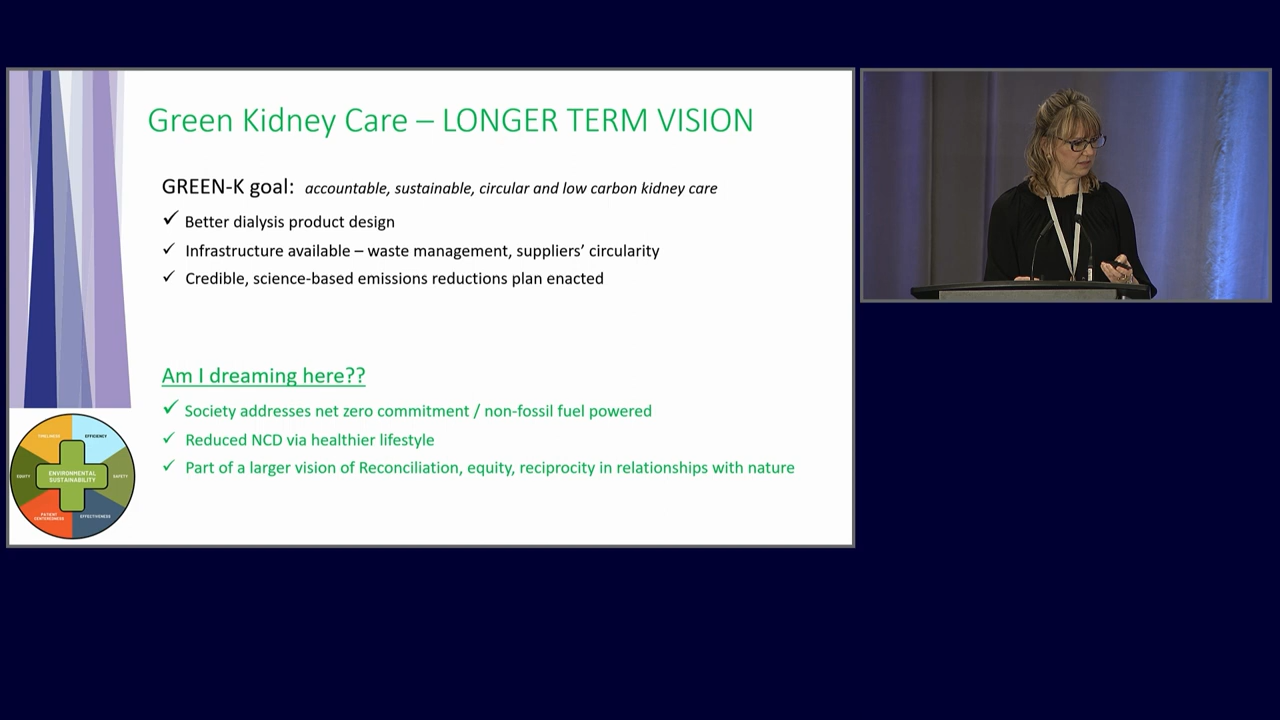 Green Kidney Care – LONGER TERM VISION
GREEN-K goal: accountable, sustainable, circular and low carbon kidney care
✓ Better dialysis product design
✓ Infrastructure available – waste management, suppliers’ circularity
✓ Credible, science-based emissions reductions plan enacted
Am I dreaming here??
✓ Society addresses net zero commitment / non-fossil fuel powered
✓ Reduced NCD via healthier lifestyle
✓ Part of a larger vision of Reconciliation, equity, reciprocity in relationships with nature
TIMELINESS
EFFICIENCY
EQUITY
ENVIRONMENTAL
SUSTAINABILITY
SAFETY
PATIENT
CENTEREDNESS
EFFECTIVENESS